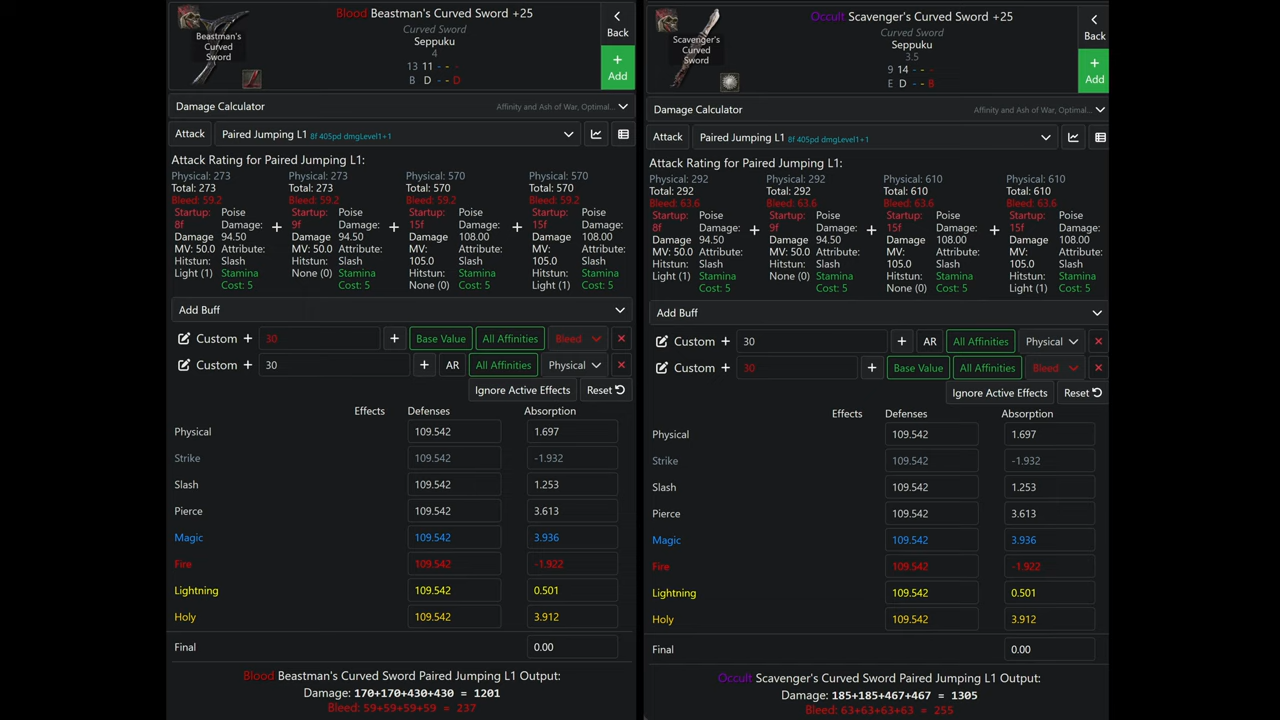 Blood Beastman's Curved Sword +25
Curved Sword
Seppuku
4
13 11 - - -
B D - - D
Beastman's
Curved
Sword
Back
+
Add
Damage Calculator
Affinity and Ash of War, Optimal...
Attack
Paired Jumping L1 8f 405pd dmgLevel1+1
Attack Rating for Paired Jumping L1:
Physical: 273 Physical: 273 Physical: 570 Physical: 570
Total: 273 Total: 273 Total: 570 Total: 570
Bleed: 59.2 Bleed: 59.2 Bleed: 59.2 Bleed: 59.2
Startup: Poise Startup: Poise Startup: Poise Startup: Poise
8f Damage: 9f Damage: 15f Damage: 15f Damage:
Damage 94.50 + Damage 94.50 + Damage 108.00 + Damage 108.00
MV: 50.0 Attribute: MV: 50.0 Attribute: MV: Attribute: MV: Attribute:
Hitstun: Slash Hitstun: Slash 105.0 Slash 105.0 Slash
Light (1) Stamina None (0) Stamina Hitstun: Stamina Hitstun: Stamina
Cost: 5 Cost: 5 None (0) Cost: 5 Light (1) Cost: 5
Add Buff
Custom + 30 + Base Value All Affinities Bleed ×
Custom + 30 + AR All Affinities Physical ×
Ignore Active Effects Reset
Effects Defenses Absorption
Physical 109.542 1.697
Strike 109.542 -1.932
Slash 109.542 1.253
Pierce 109.542 3.613
Magic 109.542 3.936
Fire 109.542 -1.922
Lightning 109.542 0.501
Holy 109.542 3.912
Final 0.00
Blood Beastman's Curved Sword Paired Jumping L1 Output:
Damage: 170+170+430+430 = 1201
Bleed: 59+59+59+59 = 237
Occult Scavenger's Curved Sword +25
Curved Sword
Seppuku
3.5
9 14 - - -
E D - - B
Scavenger's
Curved
Sword
Back
+
Add
Damage Calculator
Affinity and Ash of War, Optimal...
Attack
Paired Jumping L1 8f 405pd dmgLevel1+1
Attack Rating for Paired Jumping L1:
Physical: 292 Physical: 292 Physical: 610 Physical: 610
Total: 292 Total: 292 Total: 610 Total: 610
Bleed: 63.6 Bleed: 63.6 Bleed: 63.6 Bleed: 63.6
Startup: Poise Startup: Poise Startup: Poise Startup: Poise
8f Damage: 9f Damage: 15f Damage: 15f Damage:
Damage 94.50 + Damage 94.50 + Damage 108.00 + Damage 108.00
MV: 50.0 Attribute: MV: 50.0 Attribute: MV: Attribute: MV: Attribute:
Hitstun: Slash Hitstun: Slash 105.0 Slash 105.0 Slash
Light (1) Stamina None (0) Stamina Hitstun: Stamina Hitstun: Stamina
Cost: 5 Cost: 5 None (0) Cost: 5 Light (1) Cost: 5
Add Buff
Custom + 30 + AR All Affinities Physical ×
Custom + 30 + Base Value All Affinities Bleed ×
Ignore Active Effects Reset
Effects Defenses Absorption
Physical 109.542 1.697
Strike 109.542 -1.932
Slash 109.542 1.253
Pierce 109.542 3.613
Magic 109.542 3.936
Fire 109.542 -1.922
Lightning 109.542 0.501
Holy 109.542 3.912
Final 0.00
Occult Scavenger's Curved Sword Paired Jumping L1 Output:
Damage: 185+185+467+467 = 1305
Bleed: 63+63+63+63 = 255